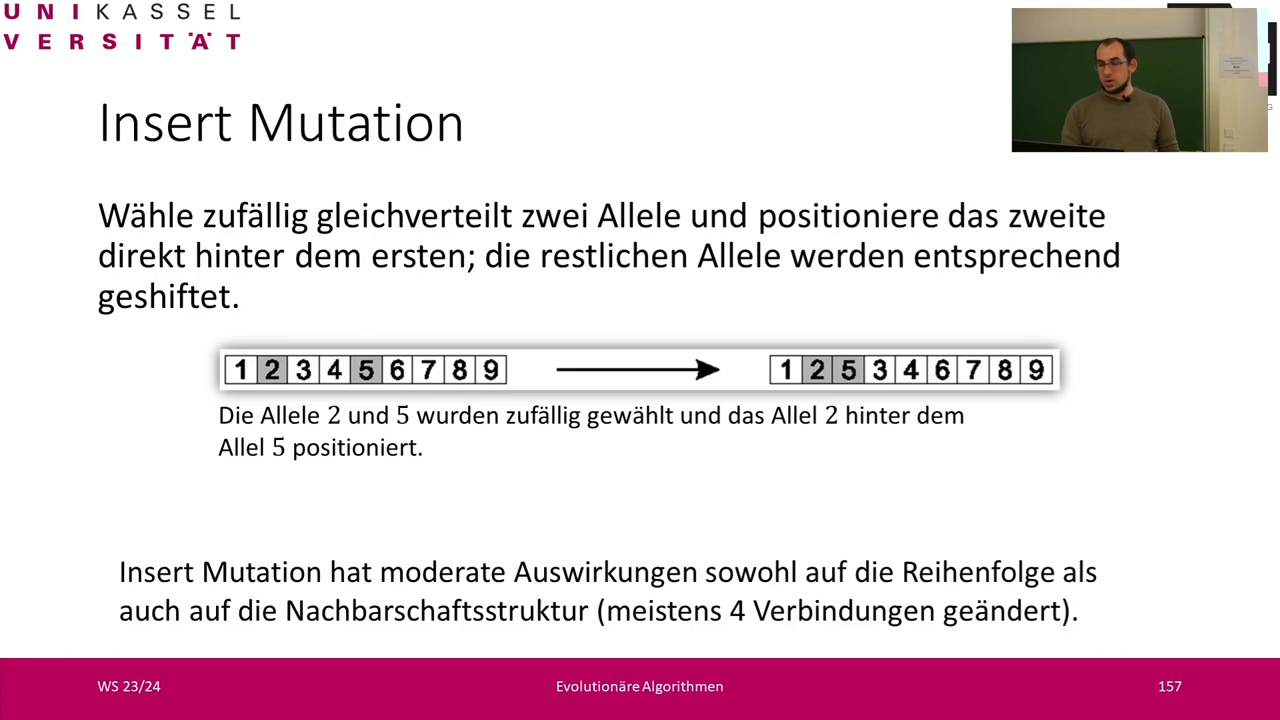 UNIKASSEL
VERSITÄT
Insert Mutation
Wähle zufällig gleichverteilt zwei Allele und positioniere das zweite
direkt hinter dem ersten; die restlichen Allele werden entsprechend
geshiftet.
1 2 3 4 5 6 7 8 9
1 2 5 3 4 6 7 8 9
Die Allele 2 und 5 wurden zufällig gewählt und das Allel 2 hinter dem
Allel 5 positioniert.
Insert Mutation hat moderate Auswirkungen sowohl auf die Reihenfolge als
auch auf die Nachbarschaftsstruktur (meistens 4 Verbindungen geändert).
WS 23/24
Evolutionäre Algorithmen
157